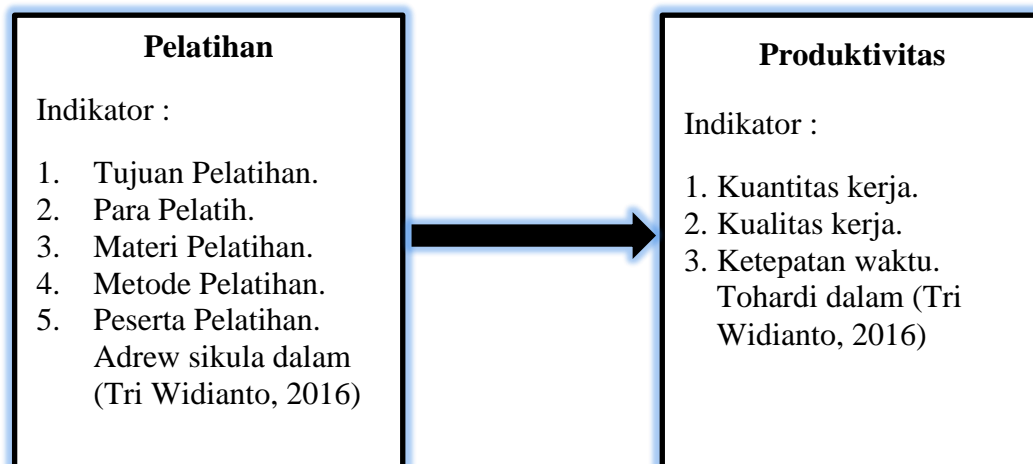 Pelatihan
Indikator :
1. Tujuan Pelatihan.
2. Para Pelatih.
3. Materi Pelatihan.
4. Metode Pelatihan.
5. Peserta Pelatihan.
Adrew sikula dalam
(Tri Widianto, 2016)
Produktivitas
Indikator :
1. Kuantitas kerja.
2. Kualitas kerja.
3. Ketepatan waktu.
Tohardi dalam (Tri
Widianto, 2016)